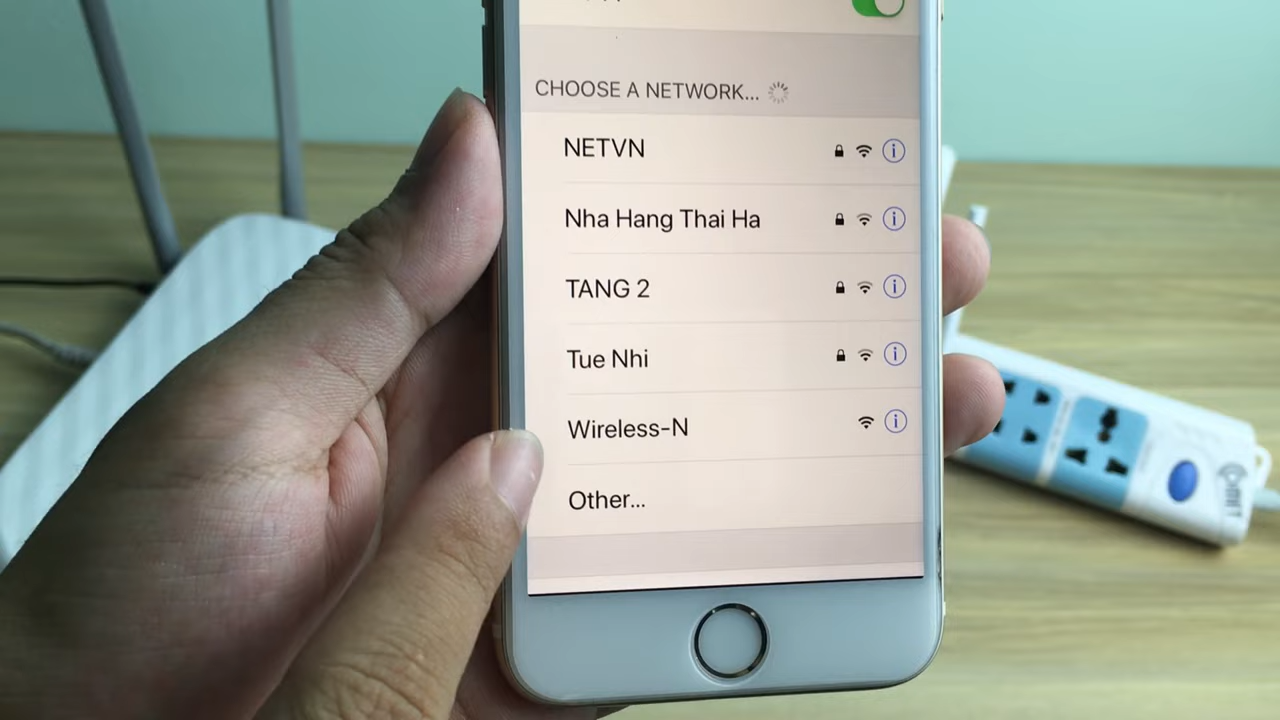 CHOOSE A NETWORK...
NETVN
Nha Hang Thai Ha
TANG 2
Tue Nhi
Wireless-N
Other...